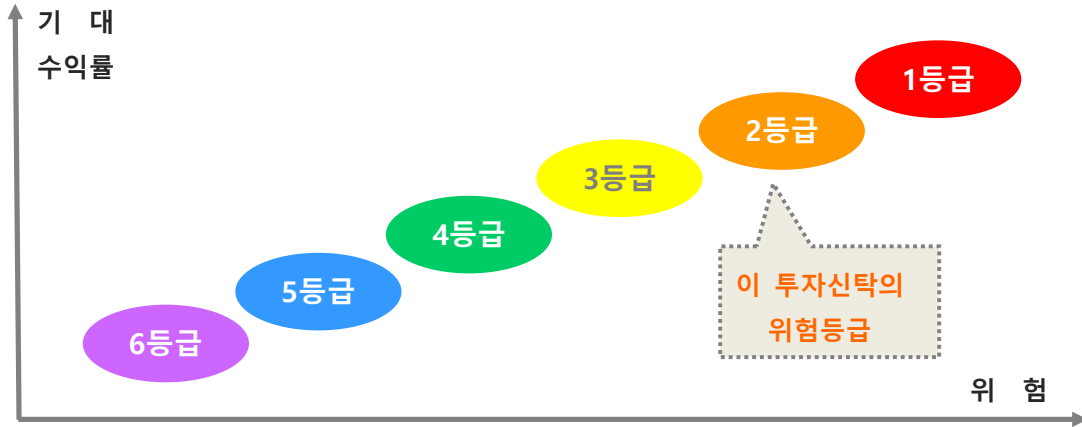 기 대
수익률
1등급
2등급
3등급
4등급
5등급
6등급
이 투자신탁의
위험등급
위 험